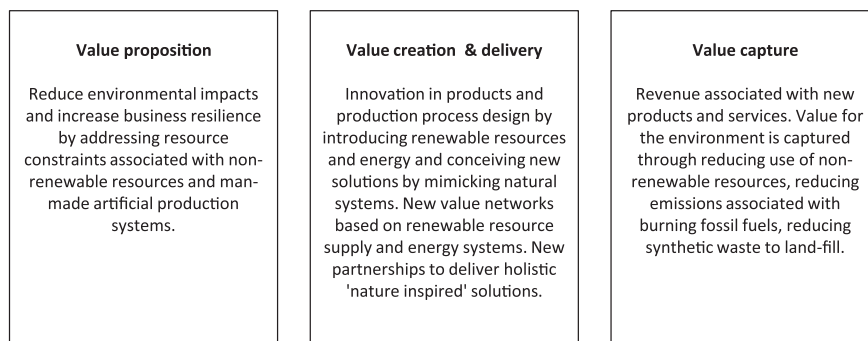 Value proposition
Reduce environmental impacts
and increase business resilience
by addressing resource
constraints associated with non-
renewable resources and man-
made artificial production
systems.
Value creation & delivery
Innovation in products and
production process design by
introducing renewable resources
and energy and conceiving new
solutions by mimicking natural
systems. New value networks
based on renewable resource
supply and energy systems. New
partnerships to deliver holistic
'nature inspired' solutions.
Value capture
Revenue associated with new
products and services. Value for
the environment is captured
through reducing use of non-
renewable resources, reducing
emissions associated with
burning fossil fuels, reducing
synthetic waste to land-fill.